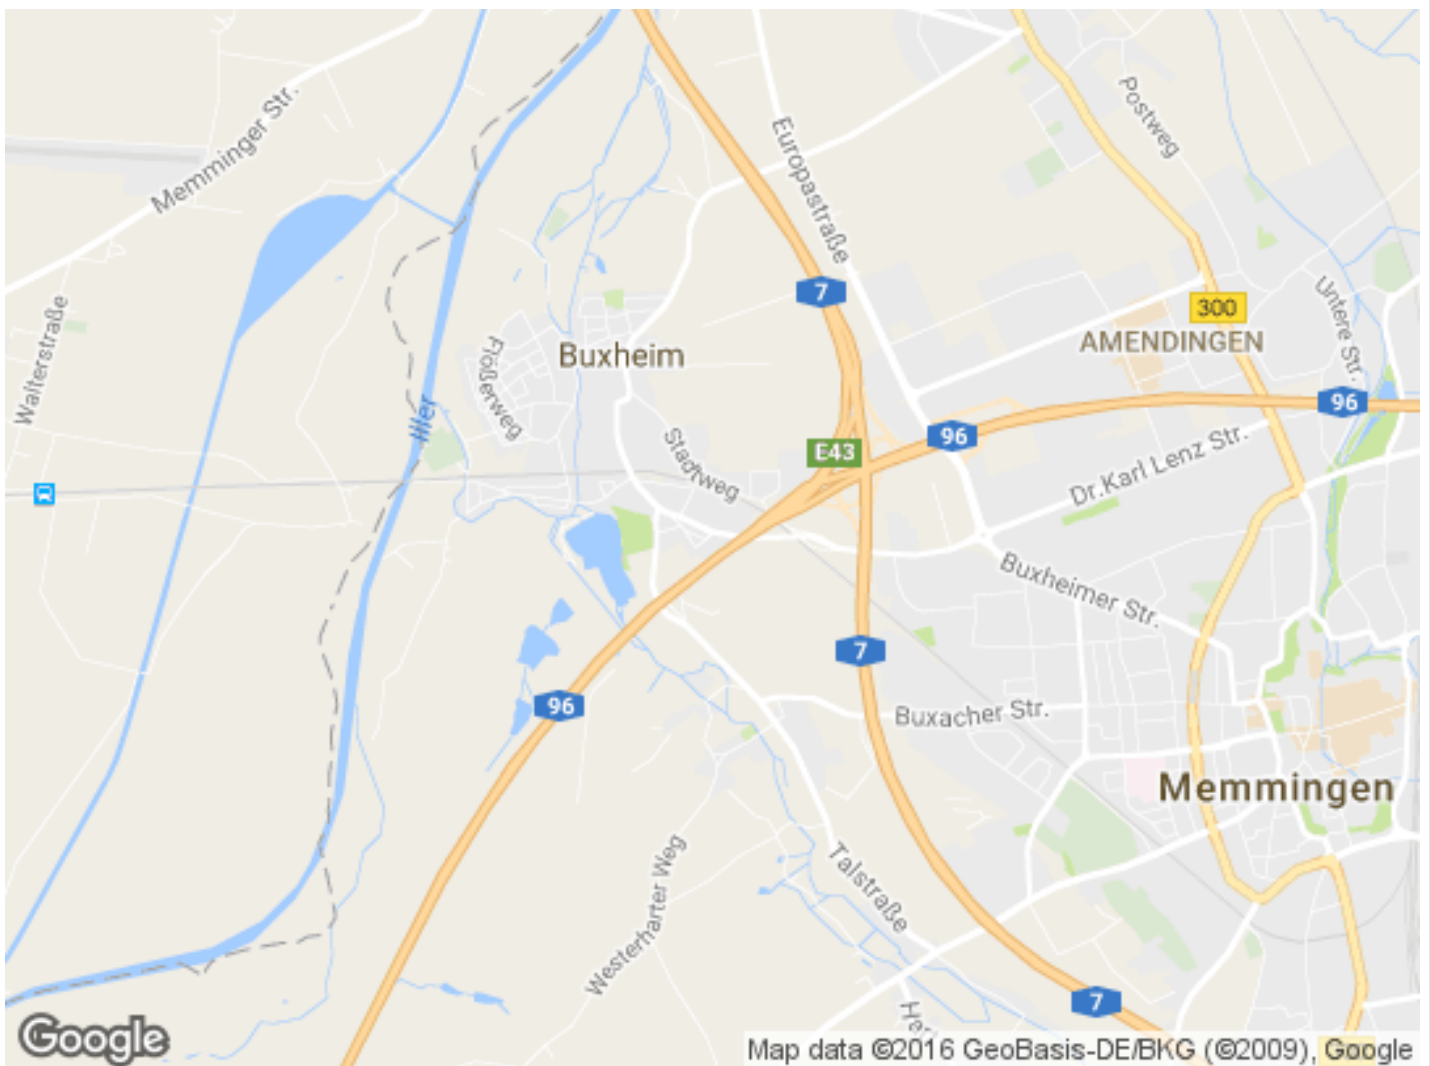 Postweg
Memminger Str.
Europastraße
7
300
Untere Str.
Walterstraße
AMENDINGEN
Buxheim
Flößerweg
Iller
96
96
E43
Stadtweg
Dr.Karl Lenz Str.
Buxheimer Str.
7
96
Buxacher Str.
Memmingen
Talstraße
Westerharter Weg
7
Google
Map data ©2016 GeoBasis-DE/BKG (©2009), Google